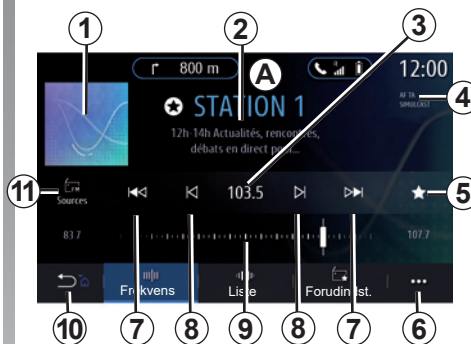 1
2
3
800 m
A
12:00
AF TA
SIMULCAST
4
STATION 1
12h-14h Actualités, rencontres,
débats en direct pour...
11
FM
Sources
103.5
5
83.7
107.7
Frekvens
Liste
Forudindst.
10
7
8
9
8
7
6